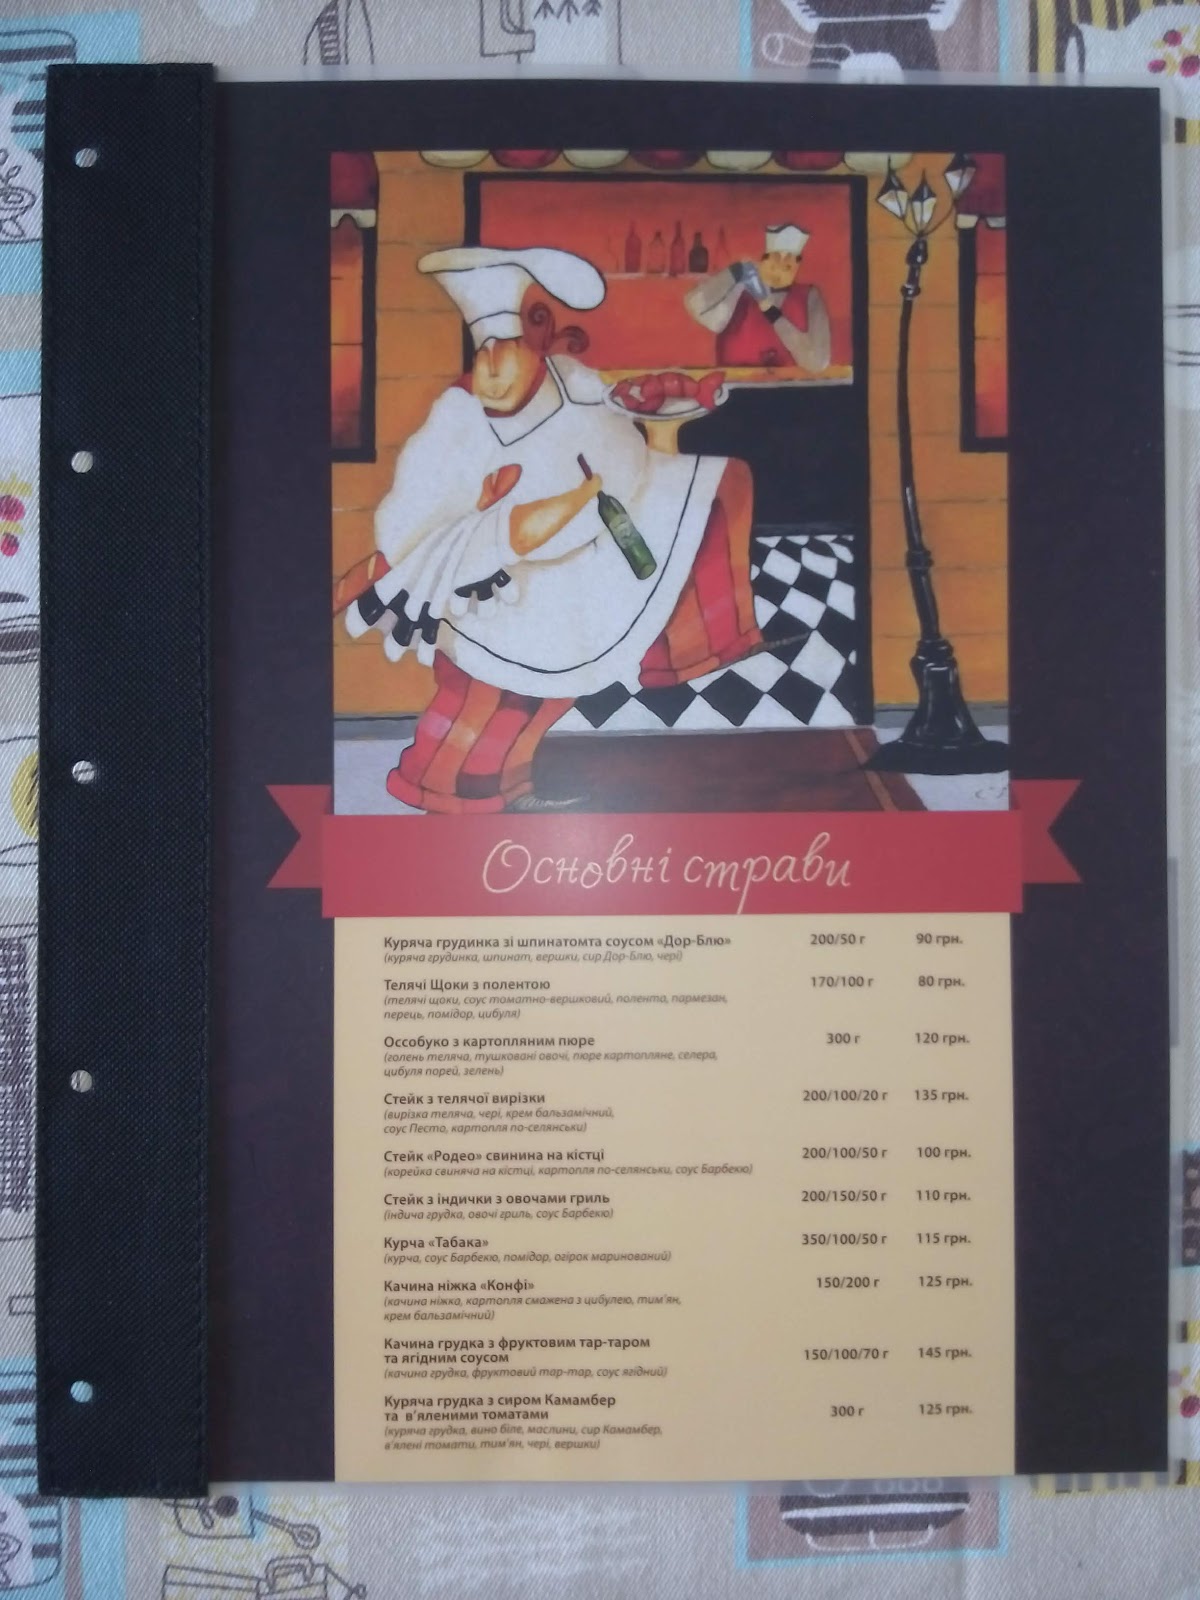 Основні страви
Куряча грудинка зі шпинатомта соусом «Дор-Блю» 200/50 г 90 грн.
(куряча грудинка, шпинат, вершки, сир Дор-Блю, чері)
Телячі Щоки з полентою 170/100 г 80 грн.
(телячі щоки, соус томатно-вершковий, полента, пармезан,
перець, помідор, цибуля)
Оссобуко з картопляним пюре 300 г 120 грн.
(голень теляча, тушковані овочі, пюре картопляне, селера,
цибуля порей, зелень)
Стейк з телячої вирізки 200/100/20 г 135 грн.
(вирізка теляча, чері, крем бальзамічний,
соус Песто, картопля по-селянськи)
Стейк «Родео» свинина на кістці 200/100/50 г 100 грн.
(корейка свиняча на кістці, картопля по-селянськи, соус Барбекю)
Стейк з індички з овочами гриль 200/150/50 г 110 грн.
(індича грудка, овочі гриль, соус Барбекю)
Курча «Табака» 350/100/50 г 115 грн.
(курча, соус Барбекю, помідор, огірок маринований)
Качина ніжка «Конфі» 150/200 г 125 грн.
(качина ніжка, картопля смажена з цибулею, тим'ян,
крем бальзамічний)
Качина грудка з фруктовим тар-таром
та ягідним соусом 150/100/70 г 145 грн.
(качина грудка, фруктовий тар-тар, соус ягідний)
Куряча грудка з сиром Камамбер
та в'яленими томатами 300 г 125 грн.
(куряча грудка, вино біле, маслини, сир Камамбер,
в'ялені томати, тим'ян, чері, вершки)